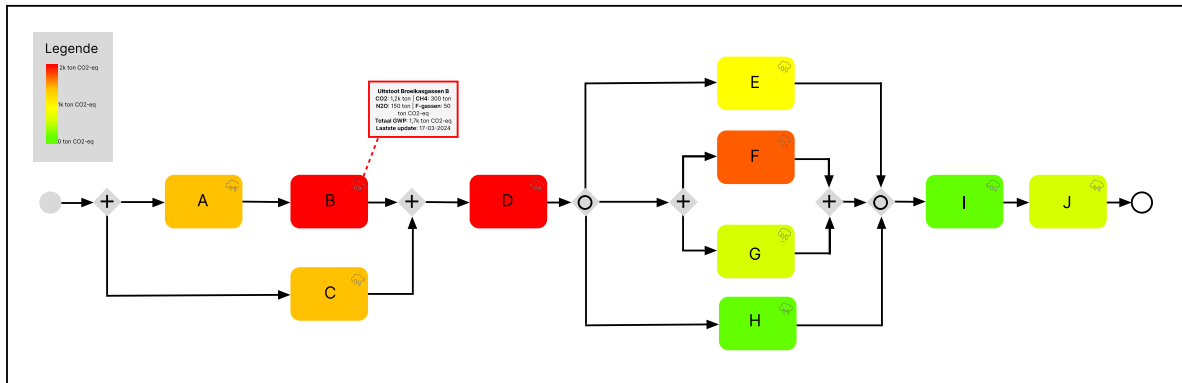 Legende
2k ton CO2-eq
1k ton CO2-eq
0 ton CO2-eq
Uitstoot Broeikasgassen B
CO2: 1,2k ton | CH4: 300 ton
N2O: 150 ton | F-gassen: 50
ton CO2-eq
Totaal GWP: 1,7k ton CO2-eq
Laatste update: 17-03-2024
A
B
C
D
E
F
G
H
I
J